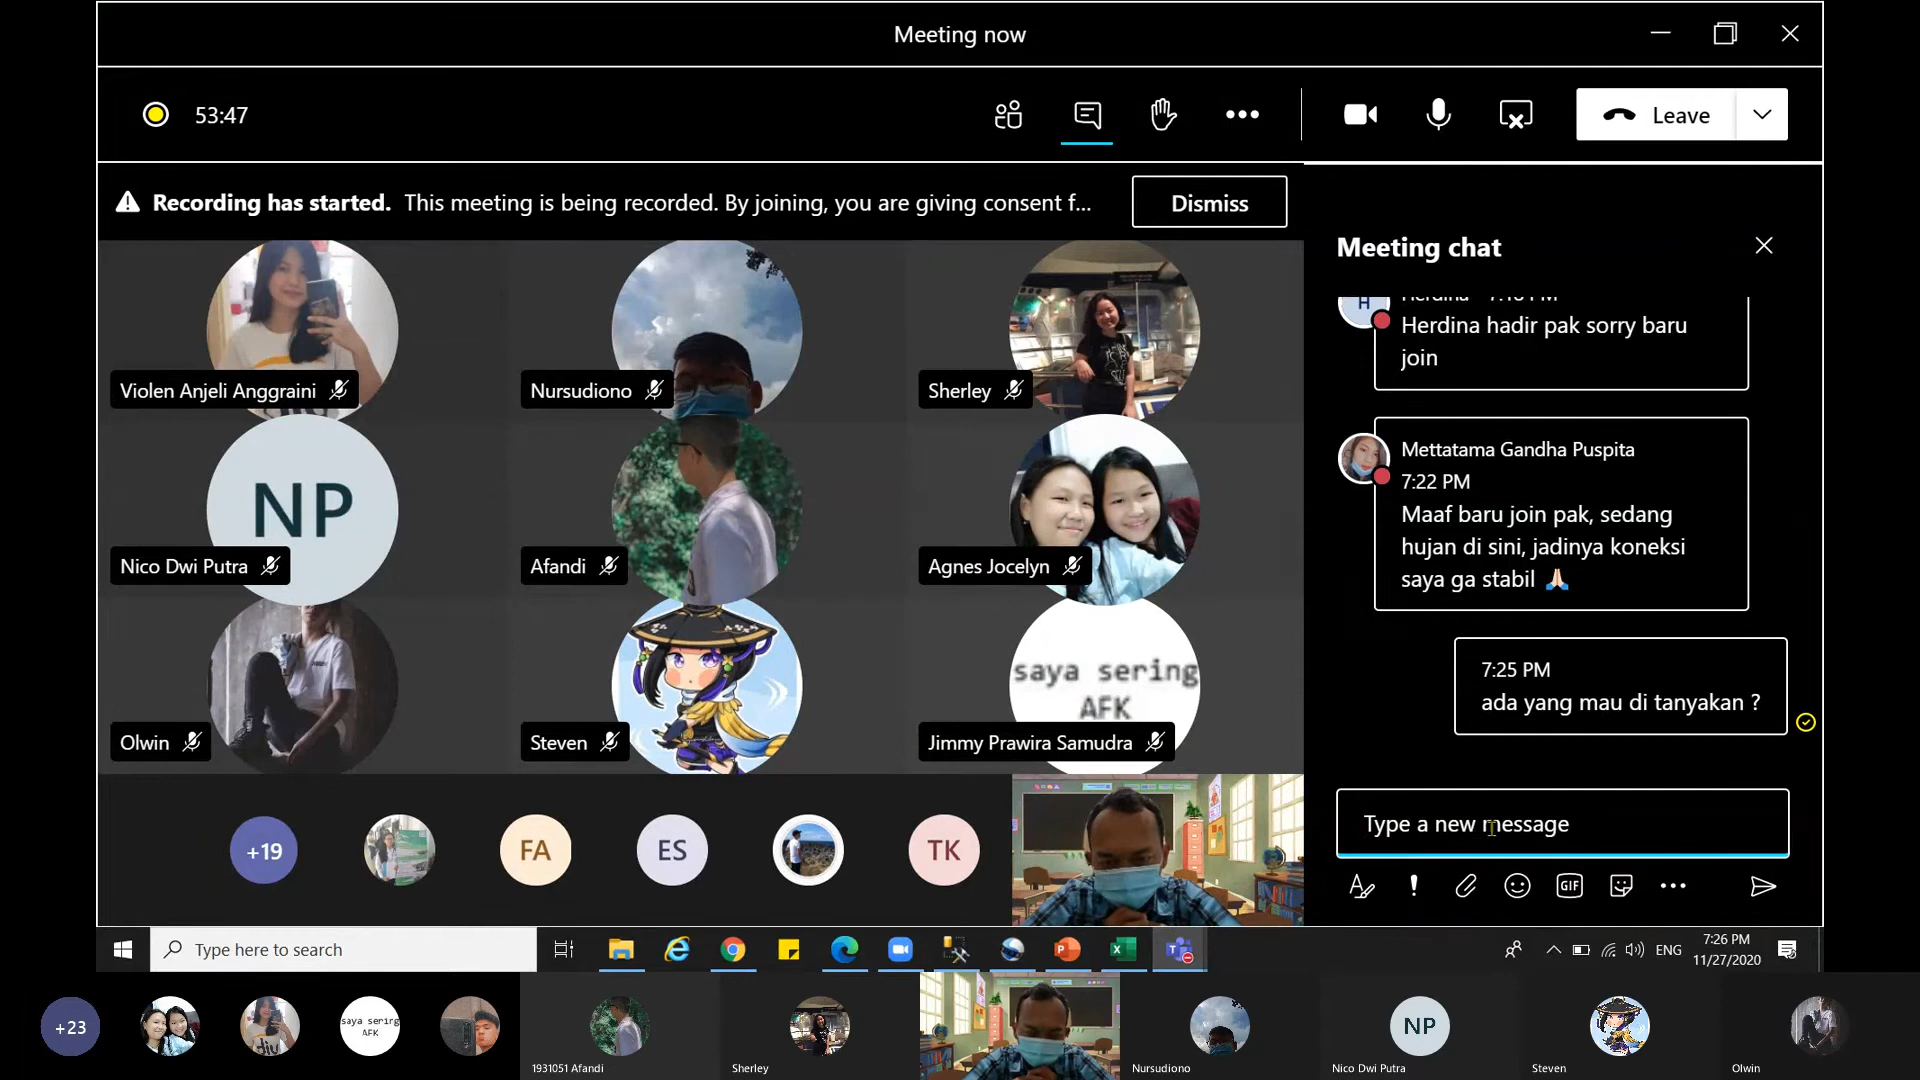 Meeting now
53:47
Leave
Recording has started. This meeting is being recorded. By joining, you are giving consent f...
Dismiss
Meeting chat
Violen Anjeli Anggraini
Nursudiono
Sherley
NP
Nico Dwi Putra
Afandi
Agnes Jocelyn
Olwin
Steven
saya sering
AFK
Jimmy Prawira Samudra
+19
FA
ES
TK
H
Herdina hadir pak sorry baru
join
Mettatama Gandha Puspita
7:22 PM
Maaf baru join pak, sedang
hujan di sini, jadinya koneksi
saya ga stabil 🙏🏻
7:25 PM
ada yang mau di tanyakan ?
Type a new message
GIF
Type here to search
ENG
7:26 PM
11/27/2020
+23
saya sering
AFK
1931051 Afandi
Sherley
Nursudiono
NP
Nico Dwi Putra
Steven
Olwin